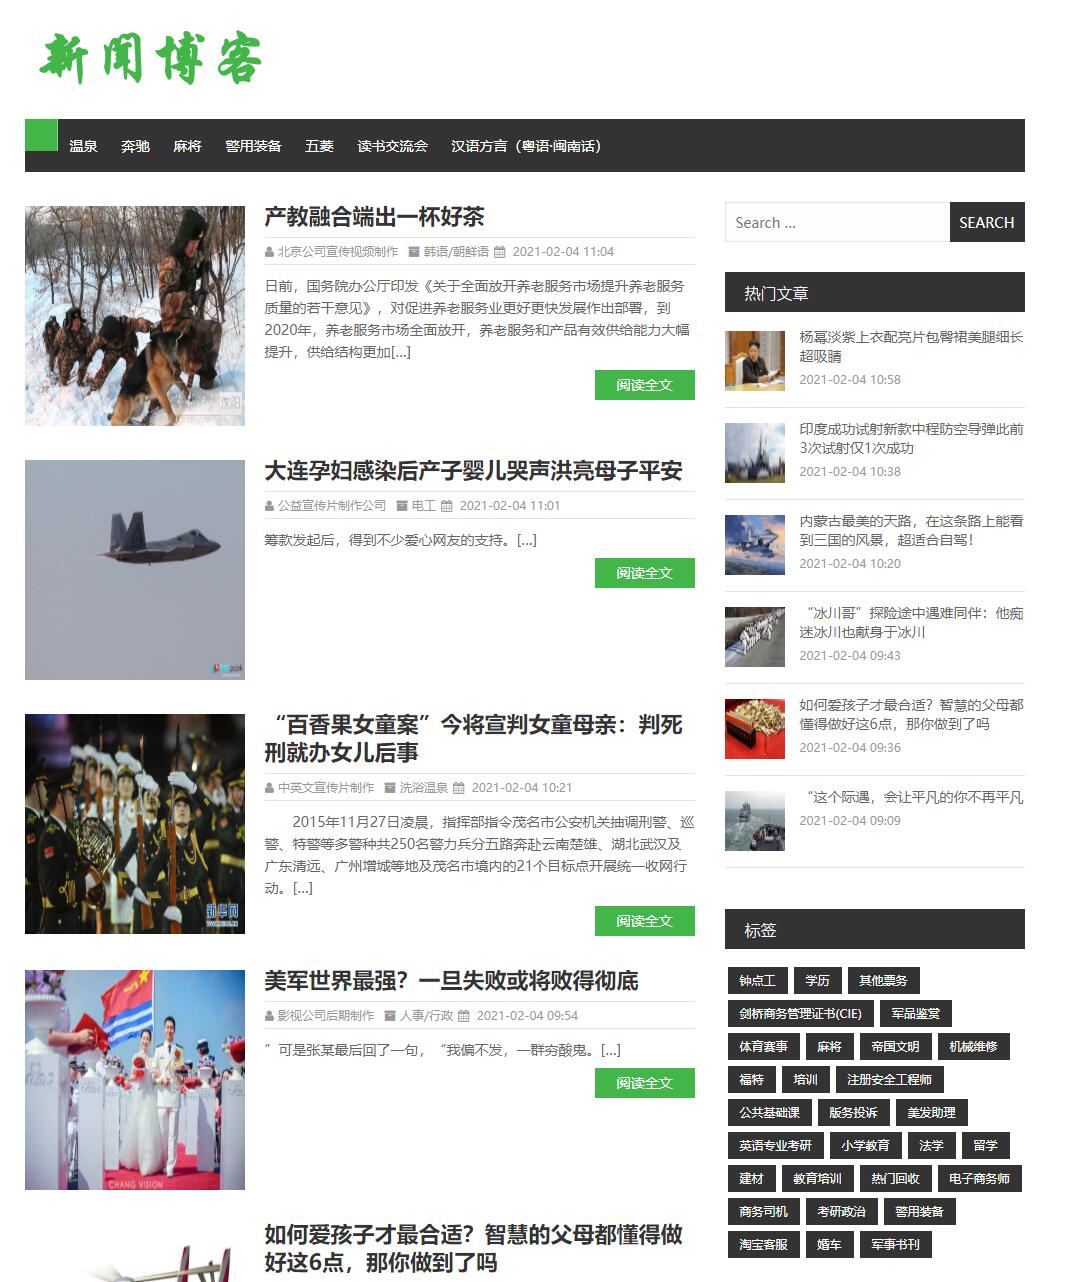 新闻博客
温泉 奔驰 麻将 警用装备 五菱 读书交流会 汉语方言（粤语·闽南话）
产教融合端出一杯好茶
北京公司宣传视频制作 韩语/朝鲜语 2021-02-04 11:04
日前，国务院办公厅印发《关于全面放开养老服务市场提升养老服务
质量的若干意见》，对促进养老服务业更好更快发展作出部署，到
2020年，养老服务市场全面放开，养老服务和产品有效供给能力大幅
提升，供给结构更加[...]
阅读全文
大连孕妇感染后产子婴儿哭声洪亮母子平安
公益宣传片制作公司 电工 2021-02-04 11:01
筹款发起后，得到不少爱心网友的支持。[...]
阅读全文
“百香果女童案”今将宣判女童母亲：判死
刑就办女儿后事
中英文宣传片制作 洗浴温泉 2021-02-04 10:21
2015年11月27日凌晨，指挥部指令茂名市公安机关抽调刑警、巡
警、特警等多警种共250名警力兵分五路奔赴云南楚雄、湖北武汉及
广东清远、广州增城等地及茂名市境内的21个目标点开展统一收网行
动。[...]
阅读全文
新华网
美军世界最强？一旦失败或将败得彻底
影视公司后期制作 人事/行政 2021-02-04 09:54
”可是张某最后回了一句，“我偏不发，一群穷酸鬼。[...]
阅读全文
CHANG VISION
如何爱孩子才最合适？智慧的父母都懂得做
好这6点，那你做到了吗
Search ...
SEARCH
热门文章
杨幂淡紫上衣配亮片包臀裙美腿细长
超吸睛
2021-02-04 10:58
印度成功试射新款中程防空导弹此前
3次试射仅1次成功
2021-02-04 10:38
内蒙古最美的天路，在这条路上能看
到三国的风景，超适合自驾！
2021-02-04 10:20
“冰川哥”探险途中遇难同伴：他痴
迷冰川也献身于冰川
2021-02-04 09:43
如何爱孩子才最合适？智慧的父母都
懂得做好这6点，那你做到了吗
2021-02-04 09:36
“这个际遇，会让平凡的你不再平凡
2021-02-04 09:09
标签
钟点工 学历 其他票务
剑桥商务管理证书(CIE) 军品鉴赏
体育赛事 麻将 帝国文明 机械维修
福特 培训 注册安全工程师
公共基础课 版务投诉 美发助理
英语专业考研 小学教育 法学 留学
建材 教育培训 热门回收 电子商务师
商务司机 考研政治 警用装备
淘宝客服 婚车 军事书刊